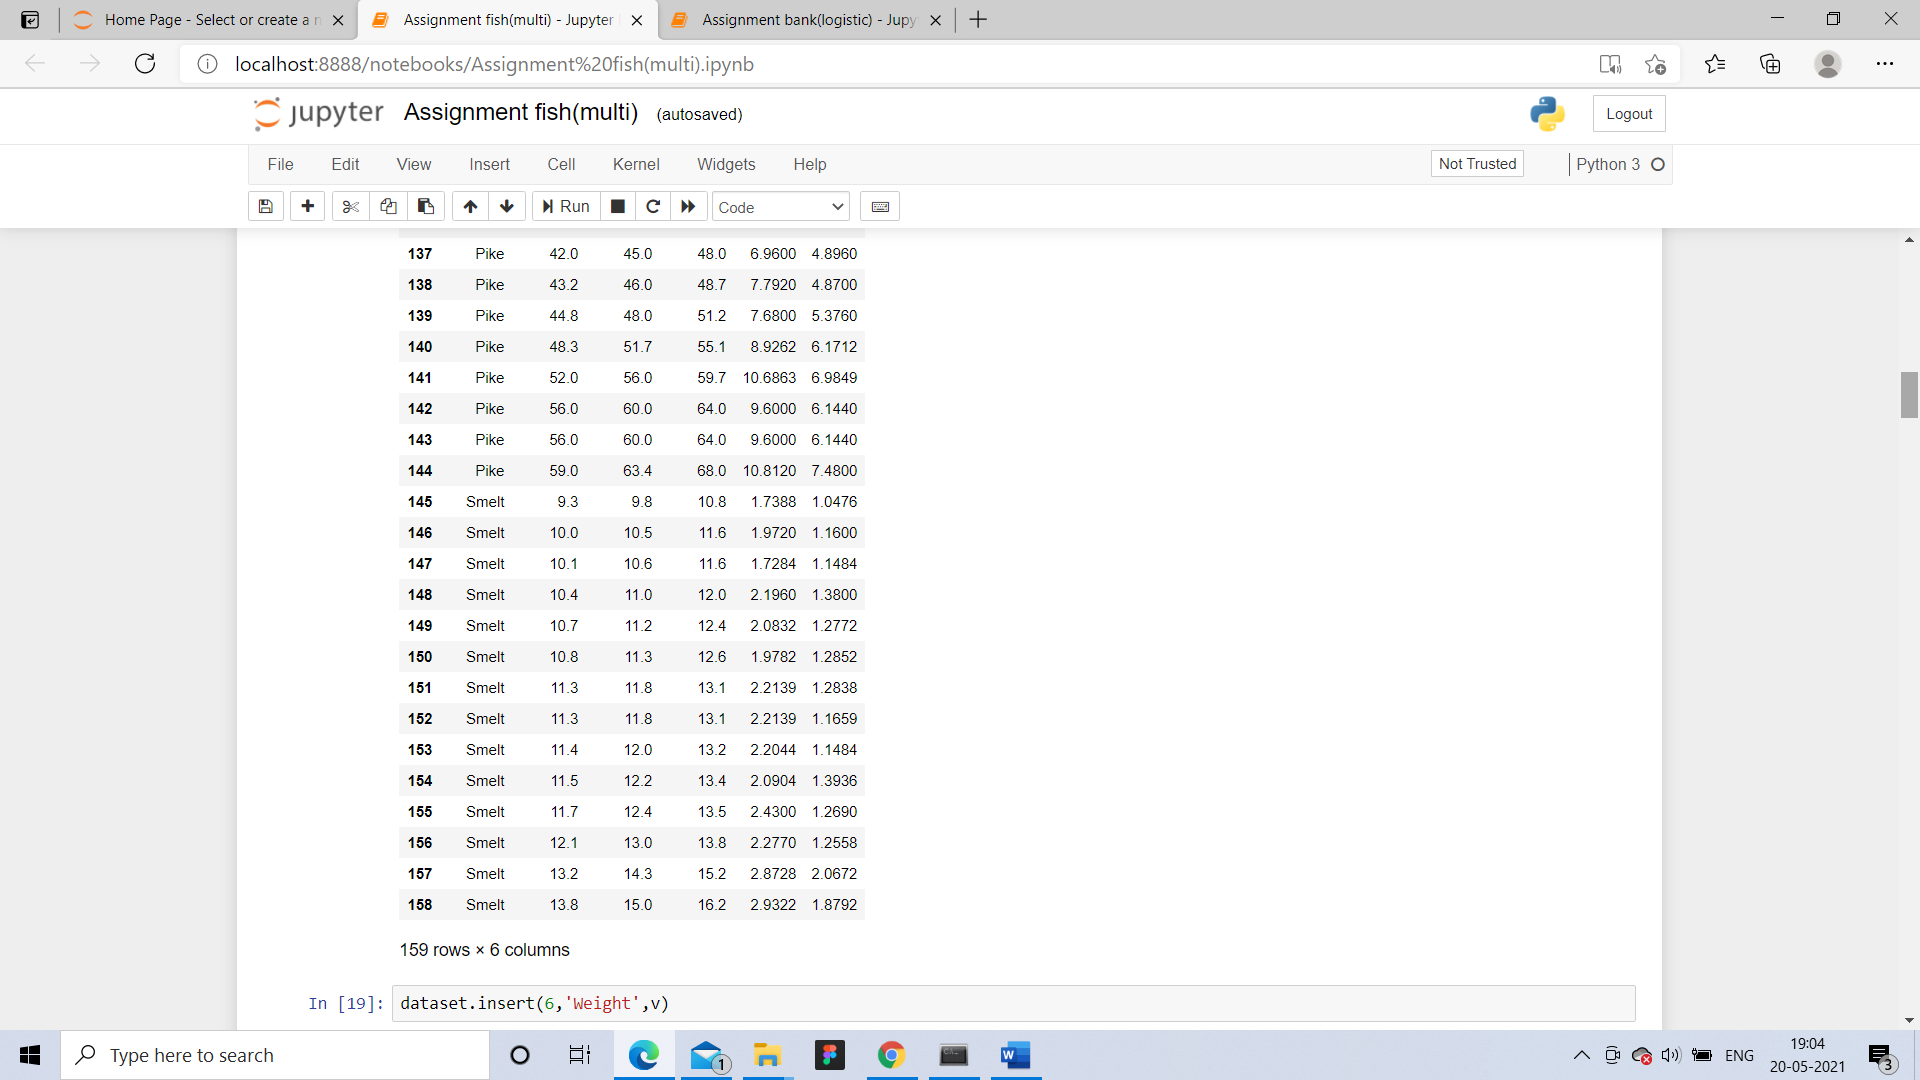 Home Page - Select or create a n
Assignment fish(multi) - Jupyter
Assignment bank(logistic) - Jupy
localhost:8888/notebooks/Assignment%20fish(multi).ipynb
jupyter Assignment fish(multi) (autosaved)
Logout
File Edit View Insert Cell Kernel Widgets Help
Not Trusted
Python 3
Run
Code
137 Pike 42.0 45.0 48.0 6.9600 4.8960
138 Pike 43.2 46.0 48.7 7.7920 4.8700
139 Pike 44.8 48.0 51.2 7.6800 5.3760
140 Pike 48.3 51.7 55.1 8.9262 6.1712
141 Pike 52.0 56.0 59.7 10.6863 6.9849
142 Pike 56.0 60.0 64.0 9.6000 6.1440
143 Pike 56.0 60.0 64.0 9.6000 6.1440
144 Pike 59.0 63.4 68.0 10.8120 7.4800
145 Smelt 9.3 9.8 10.8 1.7388 1.0476
146 Smelt 10.0 10.5 11.6 1.9720 1.1600
147 Smelt 10.1 10.6 11.6 1.7284 1.1484
148 Smelt 10.4 11.0 12.0 2.1960 1.3800
149 Smelt 10.7 11.2 12.4 2.0832 1.2772
150 Smelt 10.8 11.3 12.6 1.9782 1.2852
151 Smelt 11.3 11.8 13.1 2.2139 1.2838
152 Smelt 11.3 11.8 13.1 2.2139 1.1659
153 Smelt 11.4 12.0 13.2 2.2044 1.1484
154 Smelt 11.5 12.2 13.4 2.0904 1.3936
155 Smelt 11.7 12.4 13.5 2.4300 1.2690
156 Smelt 12.1 13.0 13.8 2.2770 1.2558
157 Smelt 13.2 14.3 15.2 2.8728 2.0672
158 Smelt 13.8 15.0 16.2 2.9322 1.8792
159 rows × 6 columns
In [19]: dataset.insert(6,'Weight',v)
Type here to search
1
ENG
19:04
20-05-2021
3